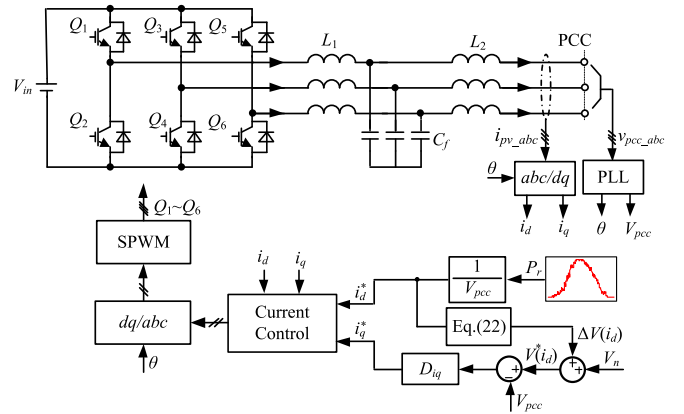 Q1 Q3 Q5
L1 L2 PCC
Vin
Q2 Q4 Q6
Cf
ipv_abc vpcc_abc
θ abc/dq PLL
id iq θ Vpcc
Q1~Q6
SPWM
id iq
dq/abc
θ
Current
Control
id*
iq*
1
Vpcc
Pr
Eq.(22)
ΔV(id)
Diq
− +
V*(id)
+
+
Vn
Vpcc